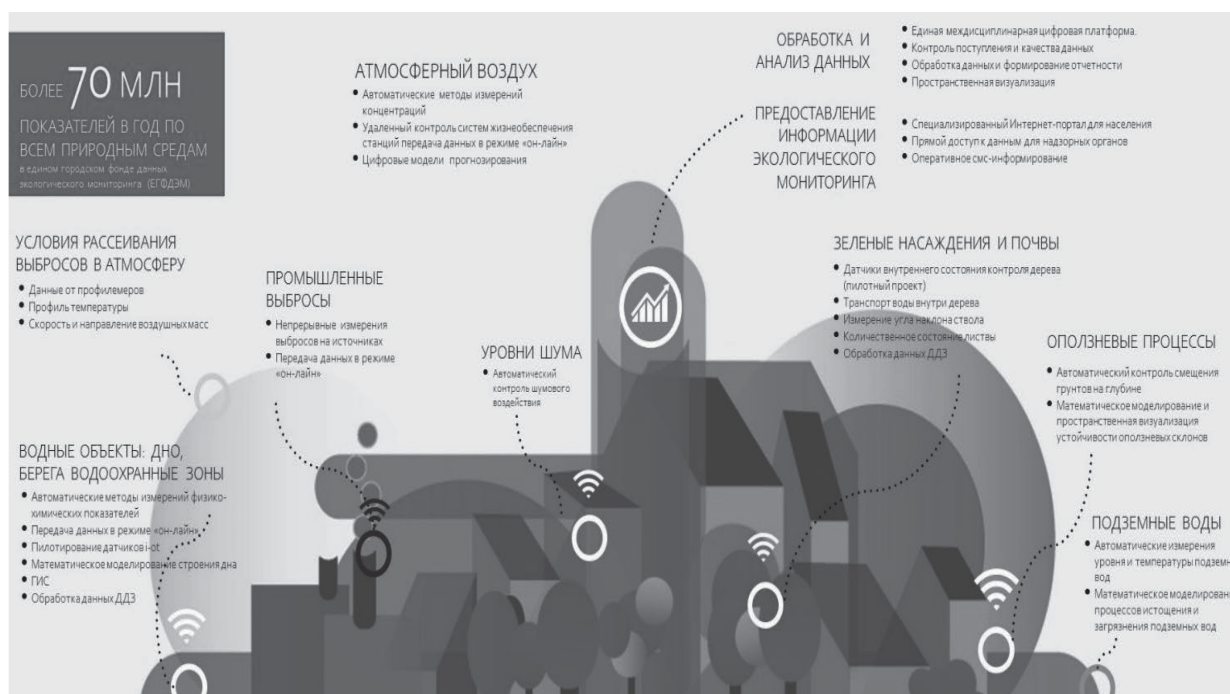 БОЛЕЕ 70 МЛН
ПОКАЗАТЕЛЕЙ В ГОД ПО
ВСЕМ ПРИРОДНЫМ СРЕДАМ
в едином городском фонде данных
экологического мониторинга (ЕГФДЭМ)
АТМОСФЕРНЫЙ ВОЗДУХ
• Автоматические методы измерений
концентраций
• Удаленный контроль систем жизнеобеспечения
станций передача данных в режиме «он-лайн»
• Цифровые модели прогнозирования
ОБРАБОТКА И
АНАЛИЗ ДАННЫХ
• Единая междисциплинарная цифровая платформа.
• Контроль поступления и качества данных
• Обработка данных и формирование отчетности
• Пространственная визуализация
ПРЕДОСТАВЛЕНИЕ
ИНФОРМАЦИИ
ЭКОЛОГИЧЕСКОГО
МОНИТОРИНГА
• Специализированный Интернет-портал для населения
• Прямой доступ к данным для надзорных органов
• Оперативное смс-информирование
УСЛОВИЯ РАССЕИВАНИЯ
ВЫБРОСОВ В АТМОСФЕРУ
• Данные от профилемеров
• Профиль температуры
• Скорость и направление воздушных масс
ПРОМЫШЛЕННЫЕ
ВЫБРОСЫ
• Непрерывные измерения
выбросов на источниках
• Передача данных в режиме
«он-лайн»
УРОВНИ ШУМА
• Автоматический
контроль шумового
воздействия
ЗЕЛЕНЫЕ НАСАЖДЕНИЯ И ПОЧВЫ
• Датчики внутреннего состояния контроля дерева
(пилотный проект)
• Транспорт воды внутри дерева
• Измерение угла наклона ствола
• Количественное состояние листвы
• Обработка данных ДДЗ
ОПОЛЗНЕВЫЕ ПРОЦЕССЫ
• Автоматический контроль смещения
грунтов на глубине
• Математическое моделирование и
пространственная визуализация
устойчивости оползневых склонов
ВОДНЫЕ ОБЪЕКТЫ: ДНО,
БЕРЕГА ВОДООХРАННЫЕ ЗОНЫ
• Автоматические методы измерений физико-
химических показателей
• Передача данных в режиме «он-лайн»
• Пилотирование датчиков i-ot
• Математическое моделирование строения дна
• ГИС
• Обработка данных ДДЗ
ПОДЗЕМНЫЕ ВОДЫ
• Автоматические измерения
уровня и температуры подземн
вод
• Математическое моделирован
процессов истощения и
загрязнения подземных вод